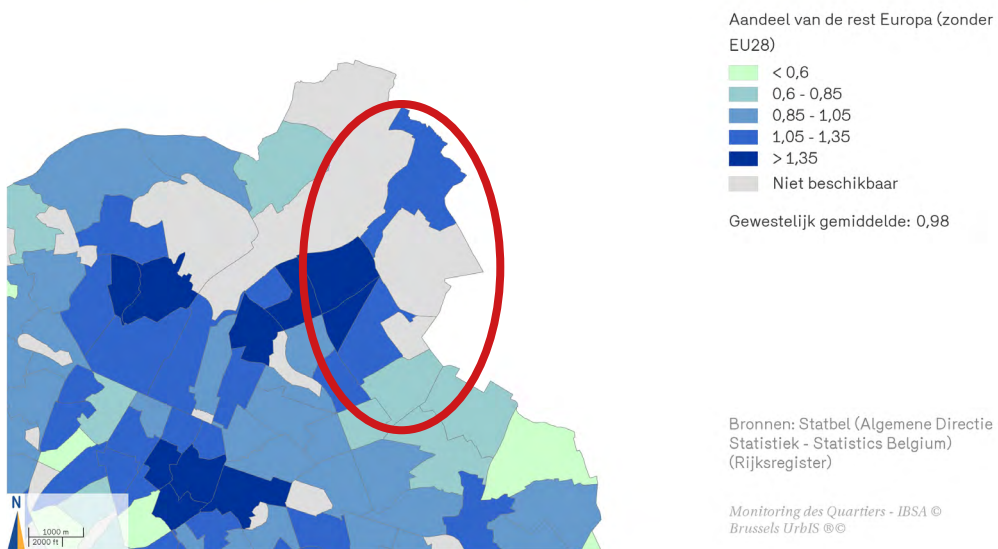 Aandeel van de rest Europa (zonder
EU28)
< 0,6
0,6 - 0,85
0,85 - 1,05
1,05 - 1,35
> 1,35
Niet beschikbaar
Gewestelijk gemiddelde: 0,98
Bronnen: Statbel (Algemene Directie
Statistiek - Statistics Belgium)
(Rijksregister)
Monitoring des Quartiers - IBSA ©
Brussels UrbIS ®©
N
1000 m
2000 ft